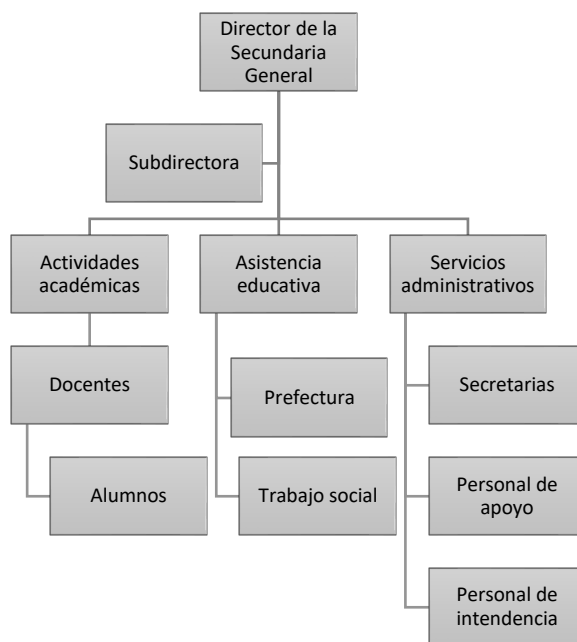 Director de la
Secundaria
General
Subdirectora
Actividades
académicas
Asistencia
educativa
Servicios
administrativos
Docentes
Prefectura
Secretarias
Alumnos
Trabajo social
Personal de
apoyo
Personal de
intendencia